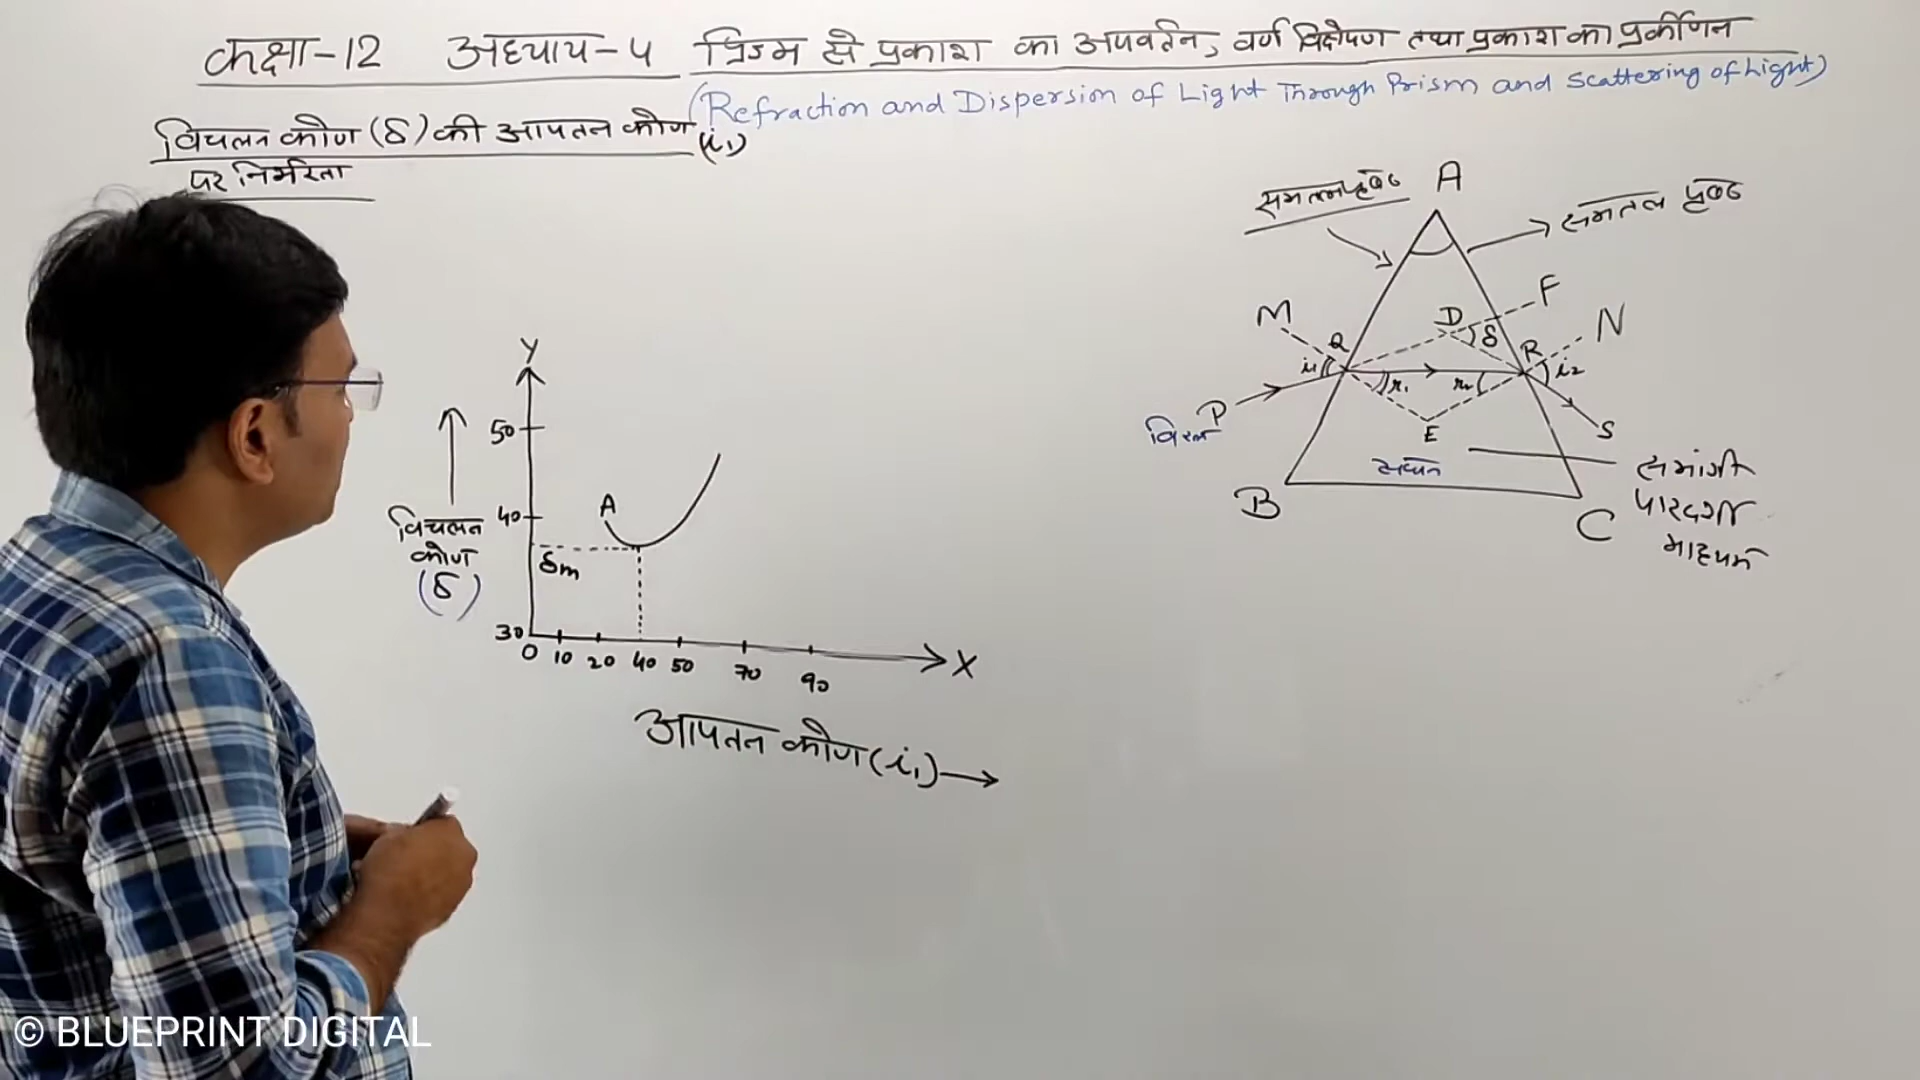 कक्षा-12 अध्याय-५ प्रिज्म से प्रकाश का अपवर्तन, वर्ण विक्षेपण तथा प्रकाश का प्रर्कीणन
(Refraction and Dispersion of Light Through Prism and Scattering of Light)
विचलन कोण (δ) की आपतन कोण (i₁)
पर निर्भरता
समतल पृष्ठ
A
समतल पृष्ठ
M
D
F
δ
N
Q
R
i₁
r₁
r₂
i₂
P
विरल
E
S
सघन
समांगी
पारदर्शी
माध्यम
B
C
Y
50
A
40
विचलन
कोण
(δ)
δm
30
0 10 20 40 50 70 90
X
आपतन कोण (i₁)
© BLUEPRINT DIGITAL